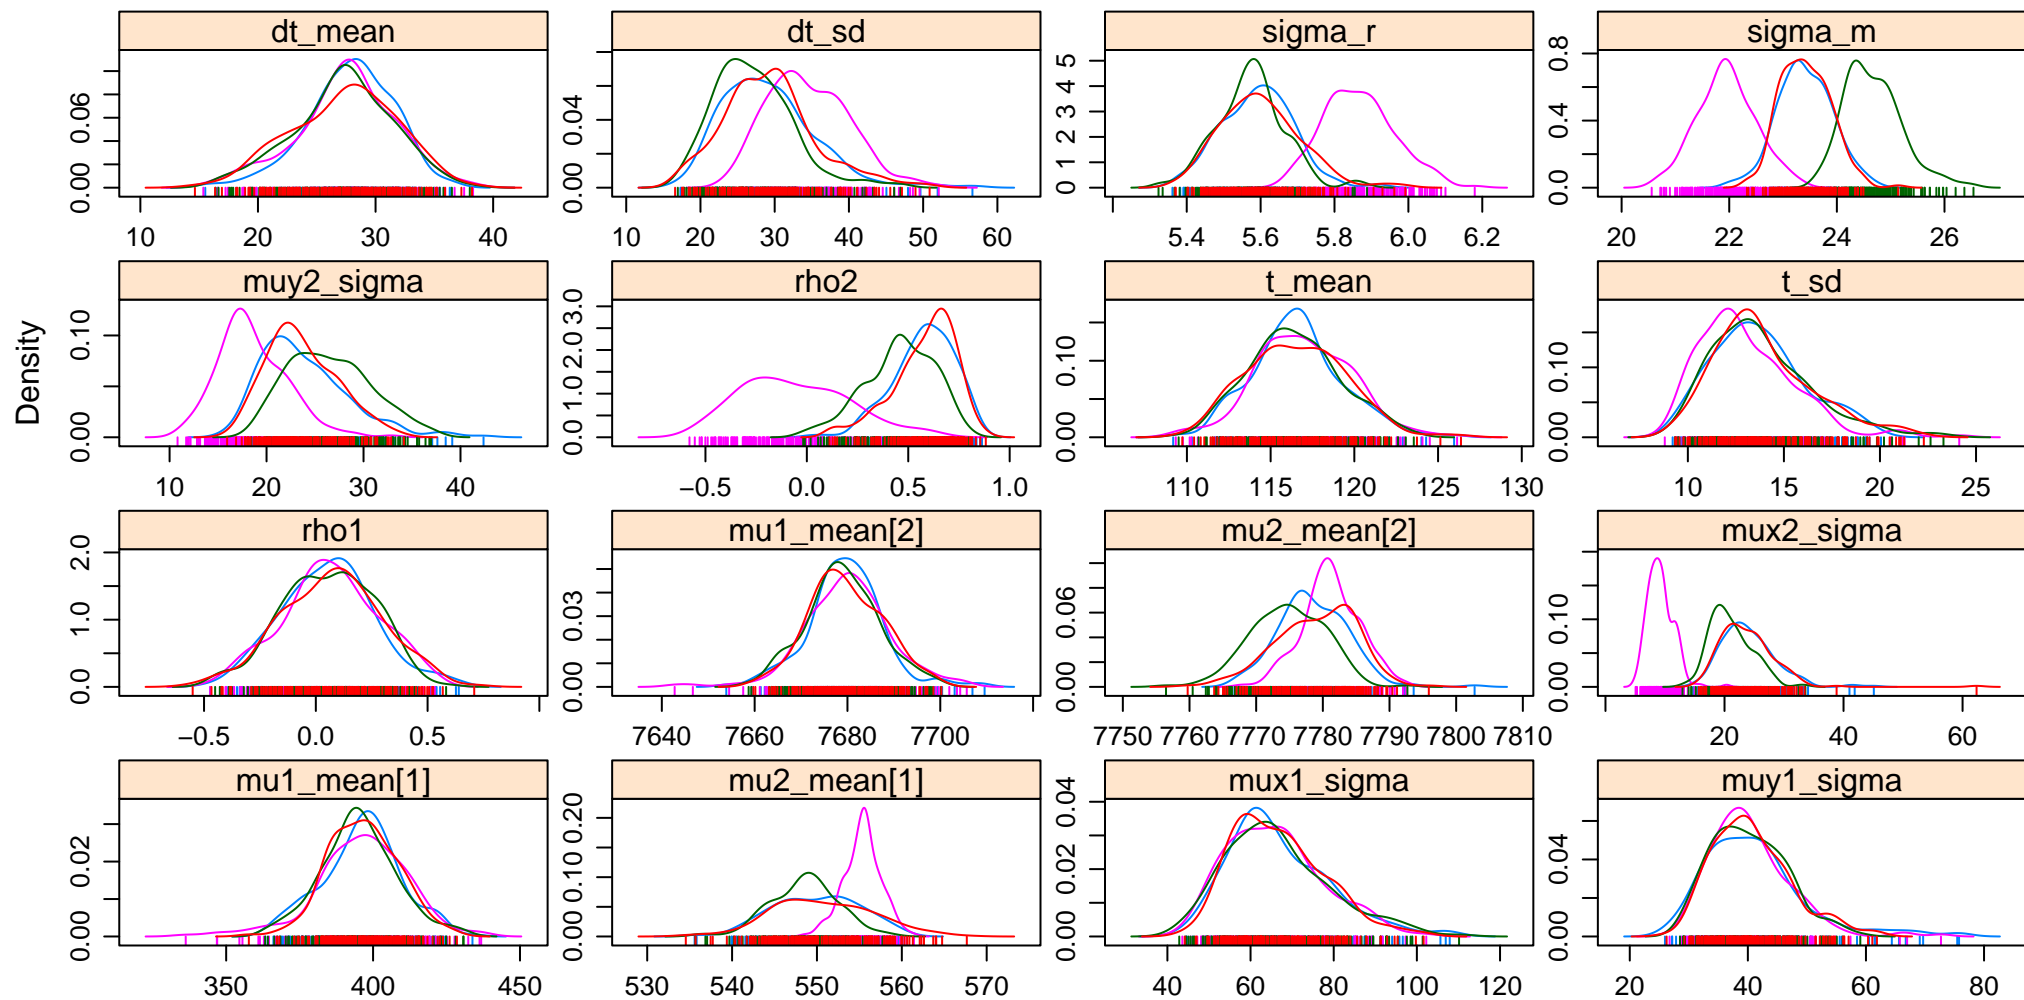 dt_mean dt_sd sigma_r sigma_m
0.00 0.06 0.00 0.04 0 1 2 3 4 5 0.0 0.4 0.8
10 20 30 40 10 20 30 40 50 60 5.4 5.6 5.8 6.0 6.2 20 22 24 26
muy2_sigma rho2 t_mean t_sd
0.00 0.10 0.0 1.0 2.0 3.0 0.00 0.10 0.00 0.10
10 20 30 40 −0.5 0.0 0.5 1.0 110 115 120 125 130 10 15 20 25
Density
rho1 mu1_mean[2] mu2_mean[2] mux2_sigma
0.0 1.0 2.0 0.00 0.03 0.00 0.06 0.00 0.10
−0.5 0.0 0.5 7640 7660 7680 7700 7750 7760 7770 7780 7790 7800 7810 20 40 60
mu1_mean[1] mu2_mean[1] mux1_sigma muy1_sigma
0.00 0.02 0.00 0.10 0.20 0.00 0.02 0.04 0.00 0.04
350 400 450 530 540 550 560 570 40 60 80 100 120 20 40 60 80